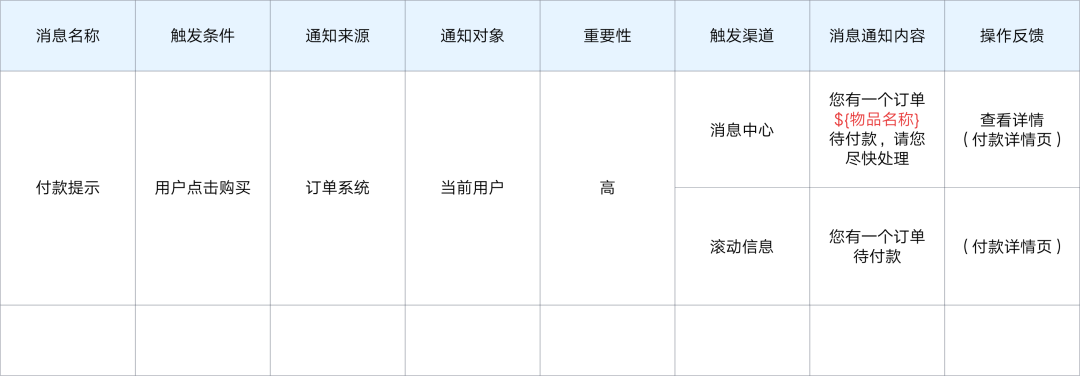 消息名称
触发条件
通知来源
通知对象
重要性
触发渠道
消息通知内容
操作反馈
付款提示
用户点击购买
订单系统
当前用户
高
消息中心
您有一个订单
${物品名称}
待付款，请您
尽快处理
查看详情
（付款详情页）
滚动信息
您有一个订单
待付款
（付款详情页）